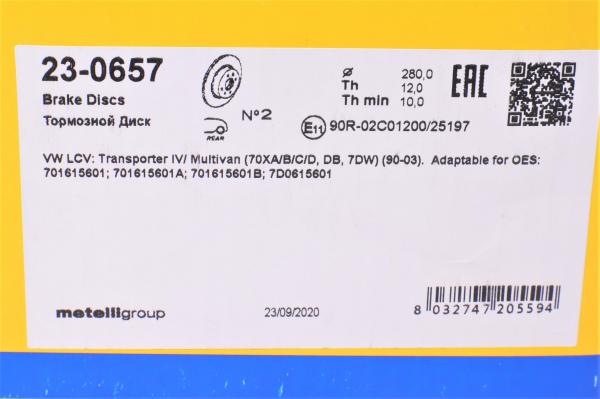 23-0657
Brake Discs
Тормозной Диск
REAR
N°2
Ø 280,0
Th 12,0
Th min 10,0
EAC
E11 90R-02C01200/25197
VW LCV: Transporter IV/ Multivan (70XA/B/C/D, DB, 7DW) (90-03). Adaptable for OES:
701615601; 701615601A; 701615601B; 7D0615601
metelligroup
23/09/2020
8 032747 205594